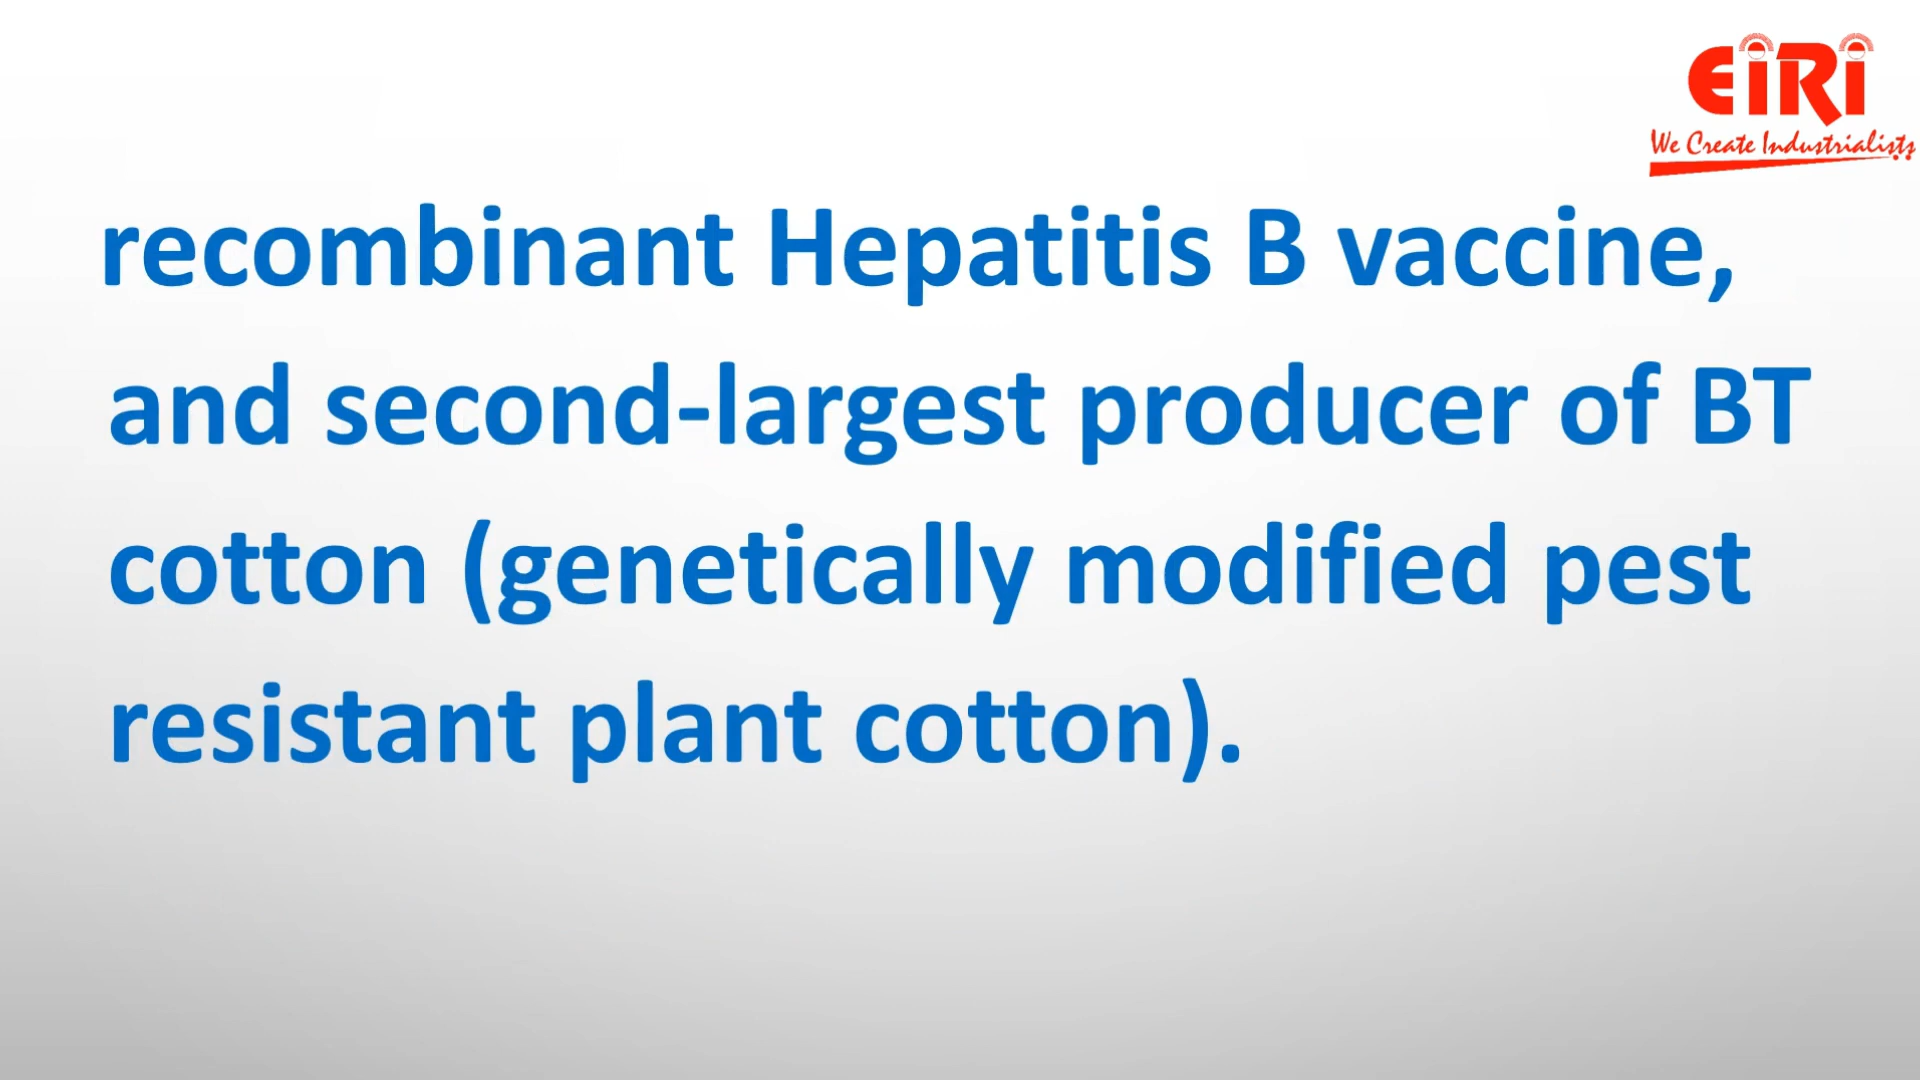 EiRi
We Create Industrialists
recombinant Hepatitis B vaccine,
and second-largest producer of BT
cotton (genetically modified pest
resistant plant cotton).